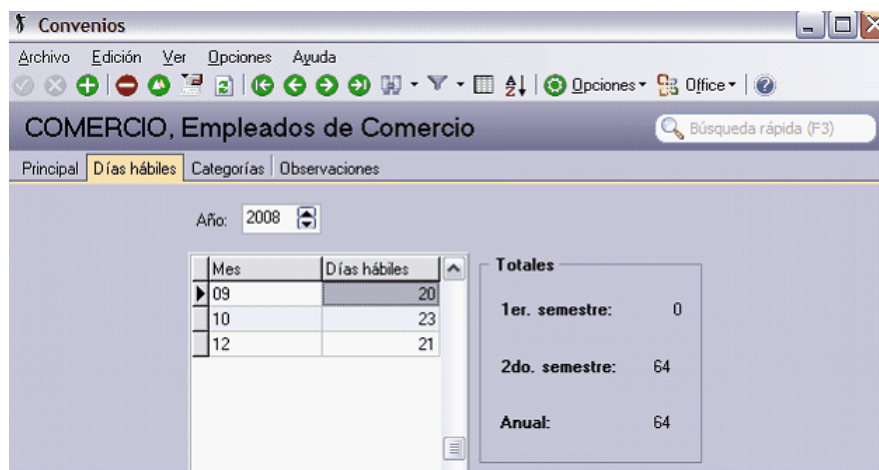 Convenios
Archivo Edición Ver Opciones Ayuda
Opciones Office
COMERCIO, Empleados de Comercio
Búsqueda rápida (F3)
Principal Días hábiles Categorías Observaciones
Año: 2008
Mes Días hábiles
09 20
10 23
12 21
Totales
1er. semestre: 0
2do. semestre: 64
Anual: 64